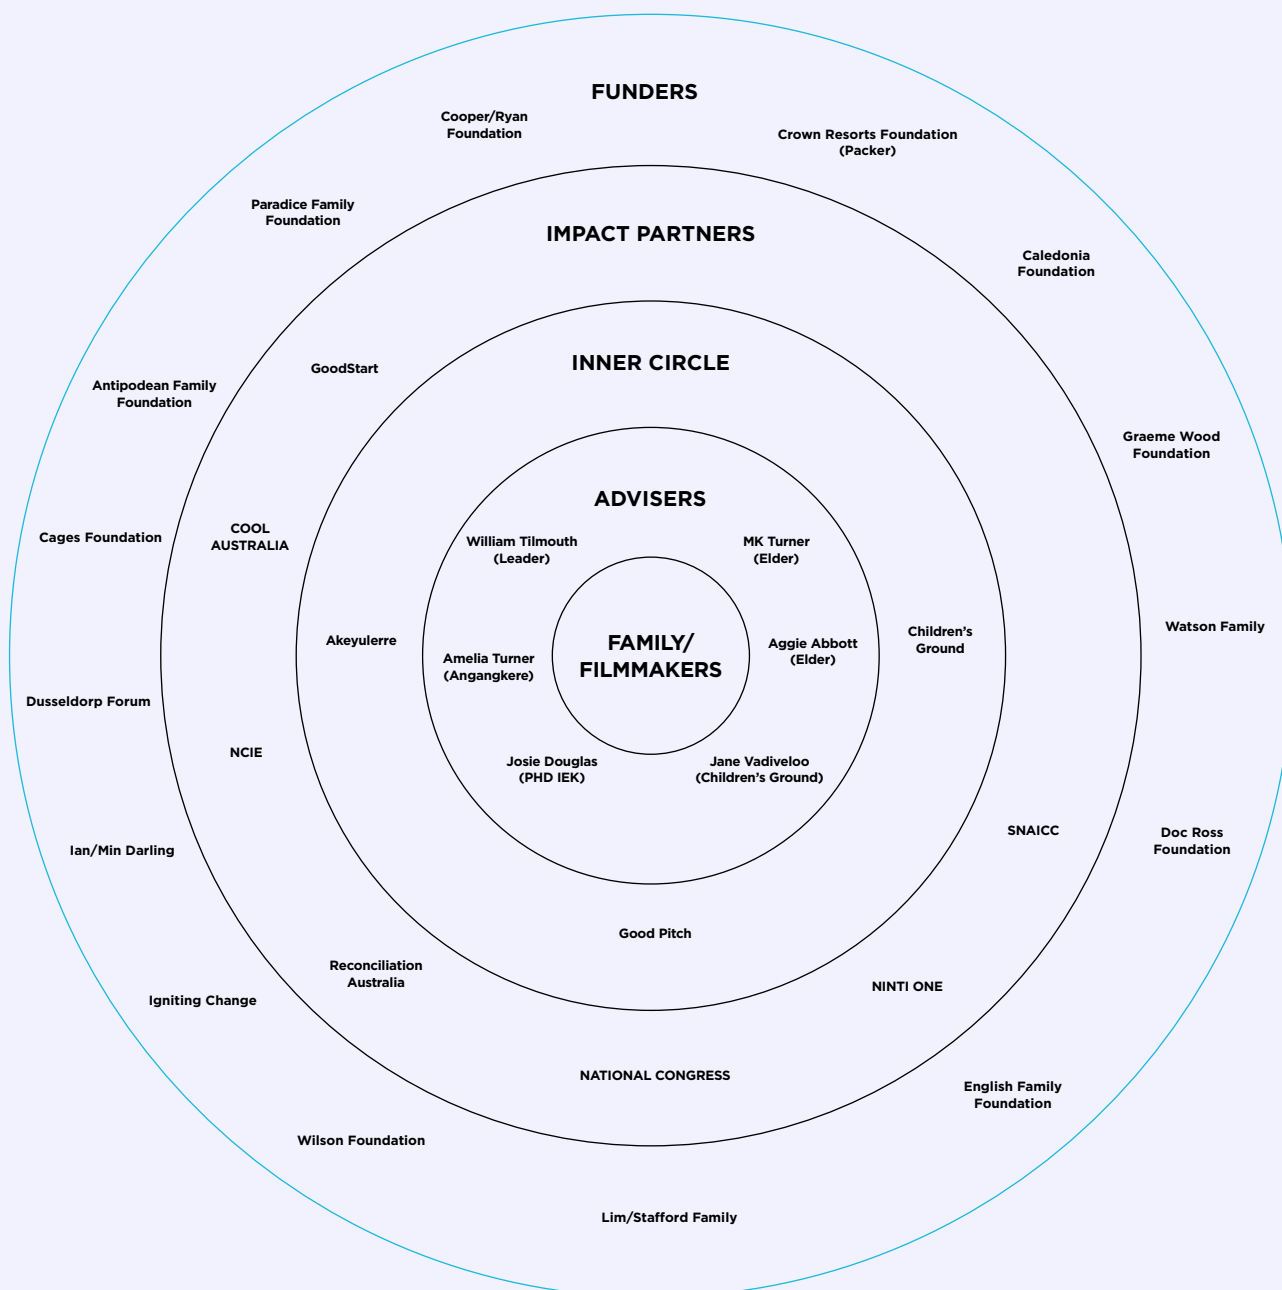 FUNDERS
Cooper/Ryan
Foundation
Crown Resorts Foundation
(Packer)
Paradice Family
Foundation
Caledonia
Foundation
Antipodean Family
Foundation
Graeme Wood
Foundation
Cages Foundation
Watson Family
Dusseldorp Forum
Ian/Min Darling
Doc Ross
Foundation
Igniting Change
English Family
Foundation
Wilson Foundation
Lim/Stafford Family
IMPACT PARTNERS
GoodStart
COOL
AUSTRALIA
NCIE
SNAICC
Reconciliation
Australia
NINTI ONE
NATIONAL CONGRESS
INNER CIRCLE
Akeyulerre
Children's
Ground
Good Pitch
ADVISERS
William Tilmouth
(Leader)
MK Turner
(Elder)
Amelia Turner
(Angangkere)
Aggie Abbott
(Elder)
Josie Douglas
(PHD IEK)
Jane Vadiveloo
(Children's Ground)
FAMILY/
FILMMAKERS